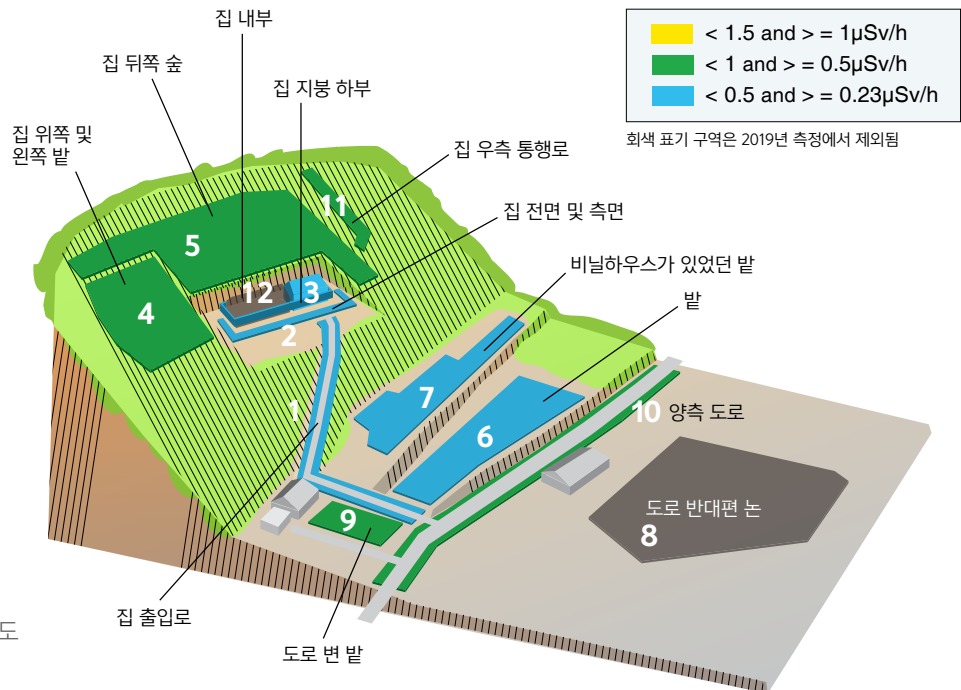 집 내부
집 뒤쪽 숲
집 지붕 하부
집 위쪽 및
왼쪽 밭
집 우측 통행로
집 전면 및 측면
비닐하우스가 있었던 밭
밭
< 1.5 and > = 1µSv/h
< 1 and > = 0.5µSv/h
< 0.5 and > = 0.23µSv/h
회색 표기 구역은 2019년 측정에서 제외됨
11
5
12
3
4
2
1
7
6
10 양측 도로
도로 반대편 논
8
9
집 출입로
도로 변 밭
도